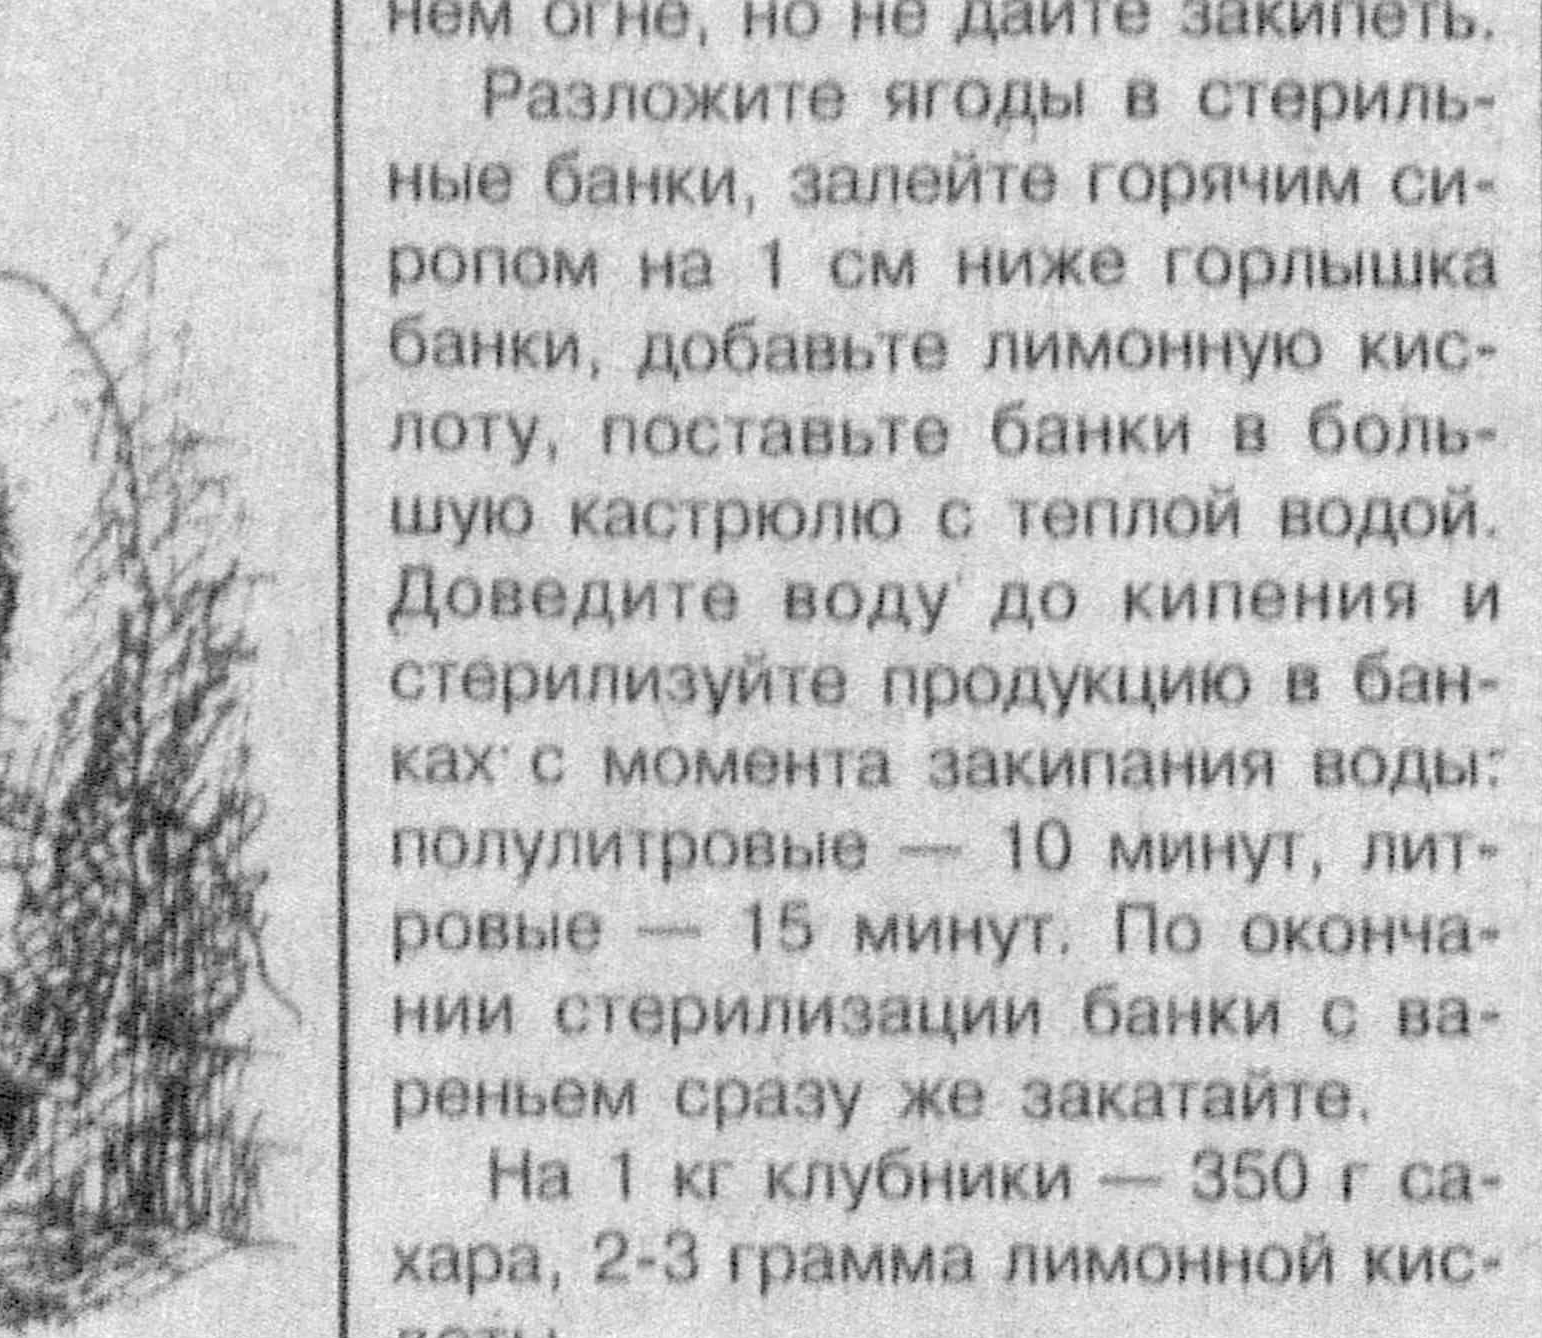 нем огне, но не дайте закипеть.
Разложите ягоды в стериль-
ные банки, залейте горячим си-
ропом на 1 см ниже горлышка
банки, добавьте лимонную кис-
лоту, поставьте банки в боль-
шую кастрюлю с теплой водой.
Доведите воду до кипения и
стерилизуйте продукцию в бан-
ках с момента закипания воды:
полулитровые — 10 минут, лит-
ровые — 15 минут. По оконча-
нии стерилизации банки с ва-
реньем сразу же закатайте.
На 1 кг клубники — 350 г са-
хара, 2-3 грамма лимонной кис-
лоты